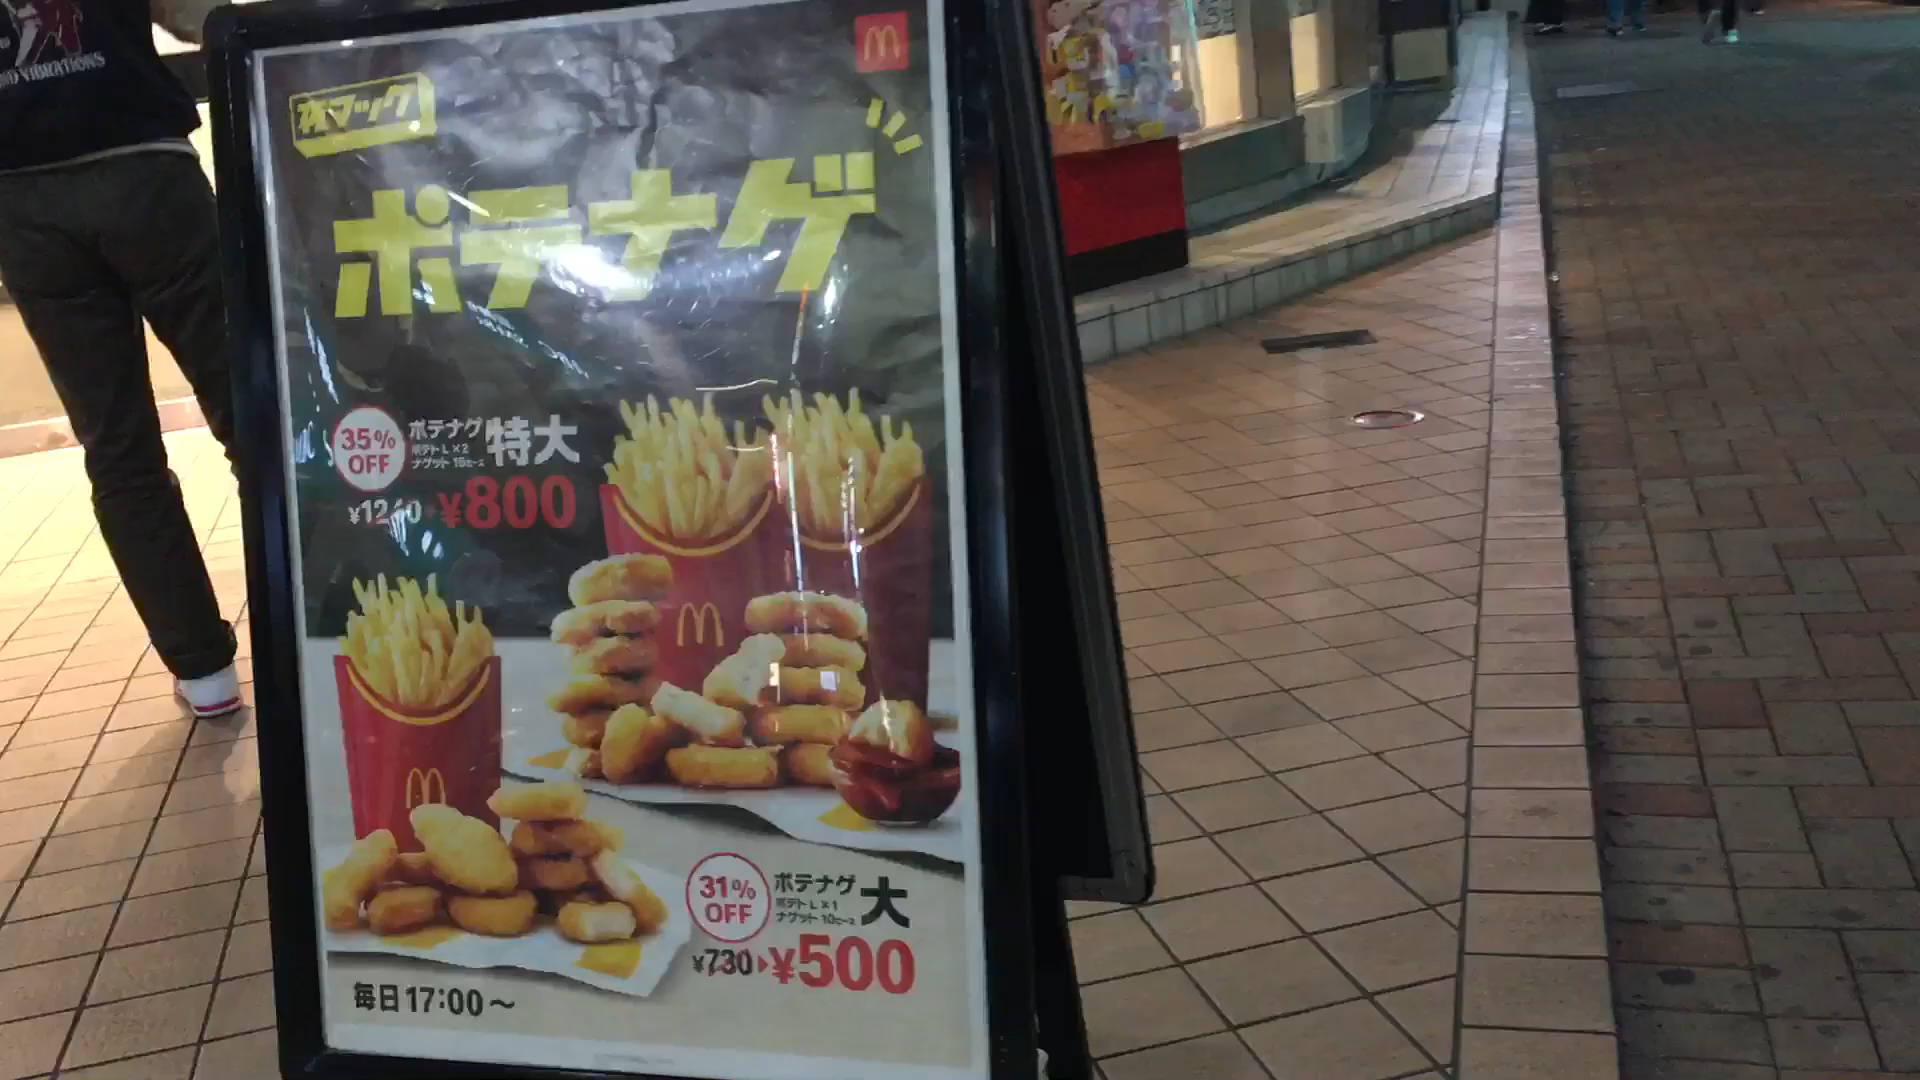 ND VIBRATIONS
夜マック
ポテナゲ
35% OFF
ポテナゲ 特大
ポテト L×2
ナゲット 15ピース
¥1240 ¥800
31% OFF
ポテナゲ 大
ポテト L×1
ナゲット 10ピース
¥730 ¥500
毎日17:00～